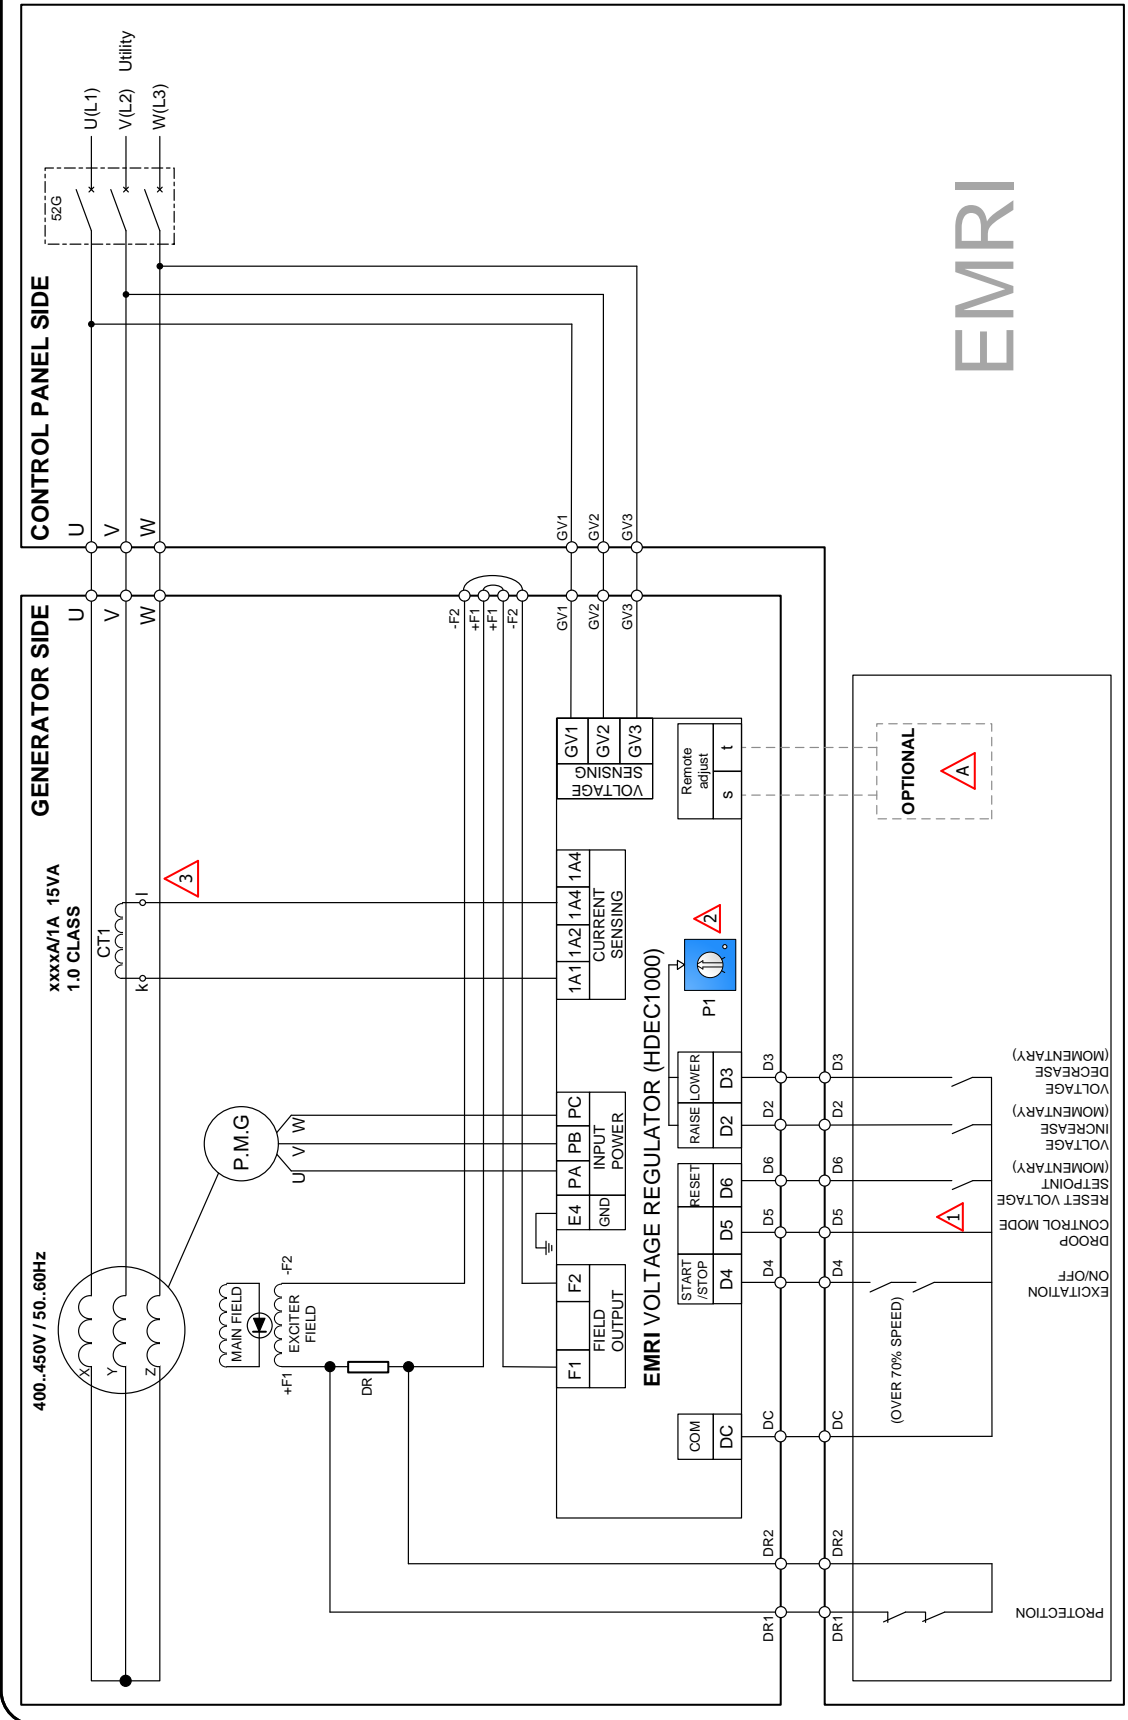 CONTROL PANEL SIDE
52G
U(L1)
V(L2) Utility
W(L3)
U
V
W
GV1
GV2
GV3
EMRI
GENERATOR SIDE
U
V
W
-F2
+F1
+F1
-F2
GV1
GV2
GV3
xxxxA/1A 15VA
1.0 CLASS
CT1
k
l
3
400..450V / 50..60Hz
X
Y
Z
P.M.G
U
V
W
MAIN FIELD
EXCITER
FIELD
+F1
-F2
DR
VOLTAGE
SENSING
GV1
GV2
GV3
1A1
1A2
1A4
1A4
CURRENT
SENSING
PA
PB
PC
INPUT
POWER
E4
GND
F1
F2
FIELD
OUTPUT
EMRI VOLTAGE REGULATOR (HDEC1000)
Remote
adjust
s
t
P1
2
COM
DC
START
/STOP
D4
D5
RESET
D6
RAISE
D2
LOWER
D3
DR1
DR2
DC
D4
D5
D6
D2
D3
DR1
DR2
DC
D4
D5
D6
D2
D3
OPTIONAL
A
(OVER 70% SPEED)
1
PROTECTION
EXCITATION
ON/OFF
DROOP
CONTROL MODE
RESET VOLTAGE
SETPOINT
(MOMENTARY)
VOLTAGE
INCREASE
(MOMENTARY)
VOLTAGE
DECREASE
(MOMENTARY)